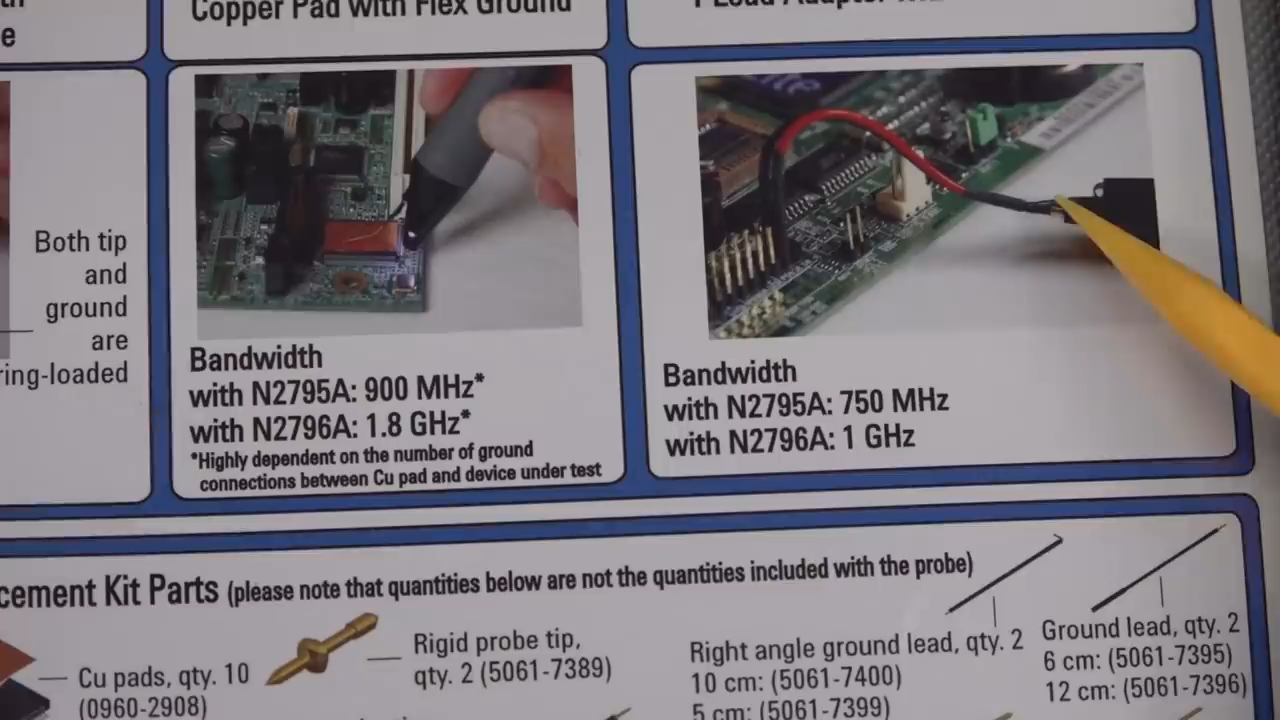 e
Copper Pad With Flex Ground
Both tip
and
ground
are
ring-loaded
Bandwidth
with N2795A: 900 MHz*
with N2796A: 1.8 GHz*
*Highly dependent on the number of ground
connections between Cu pad and device under test
Bandwidth
with N2795A: 750 MHz
with N2796A: 1 GHz
cement Kit Parts (please note that quantities below are not the quantities included with the probe)
Cu pads, qty. 10
(0960-2908)
Rigid probe tip,
qty. 2 (5061-7389)
Right angle ground lead, qty. 2
10 cm: (5061-7400)
5 cm: (5061-7399)
Ground lead, qty. 2
6 cm: (5061-7395)
12 cm: (5061-7396)